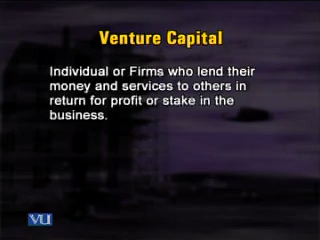 Venture Capital
Individual or Firms who lend their
money and services to others in
return for profit or stake in the
business.
VU